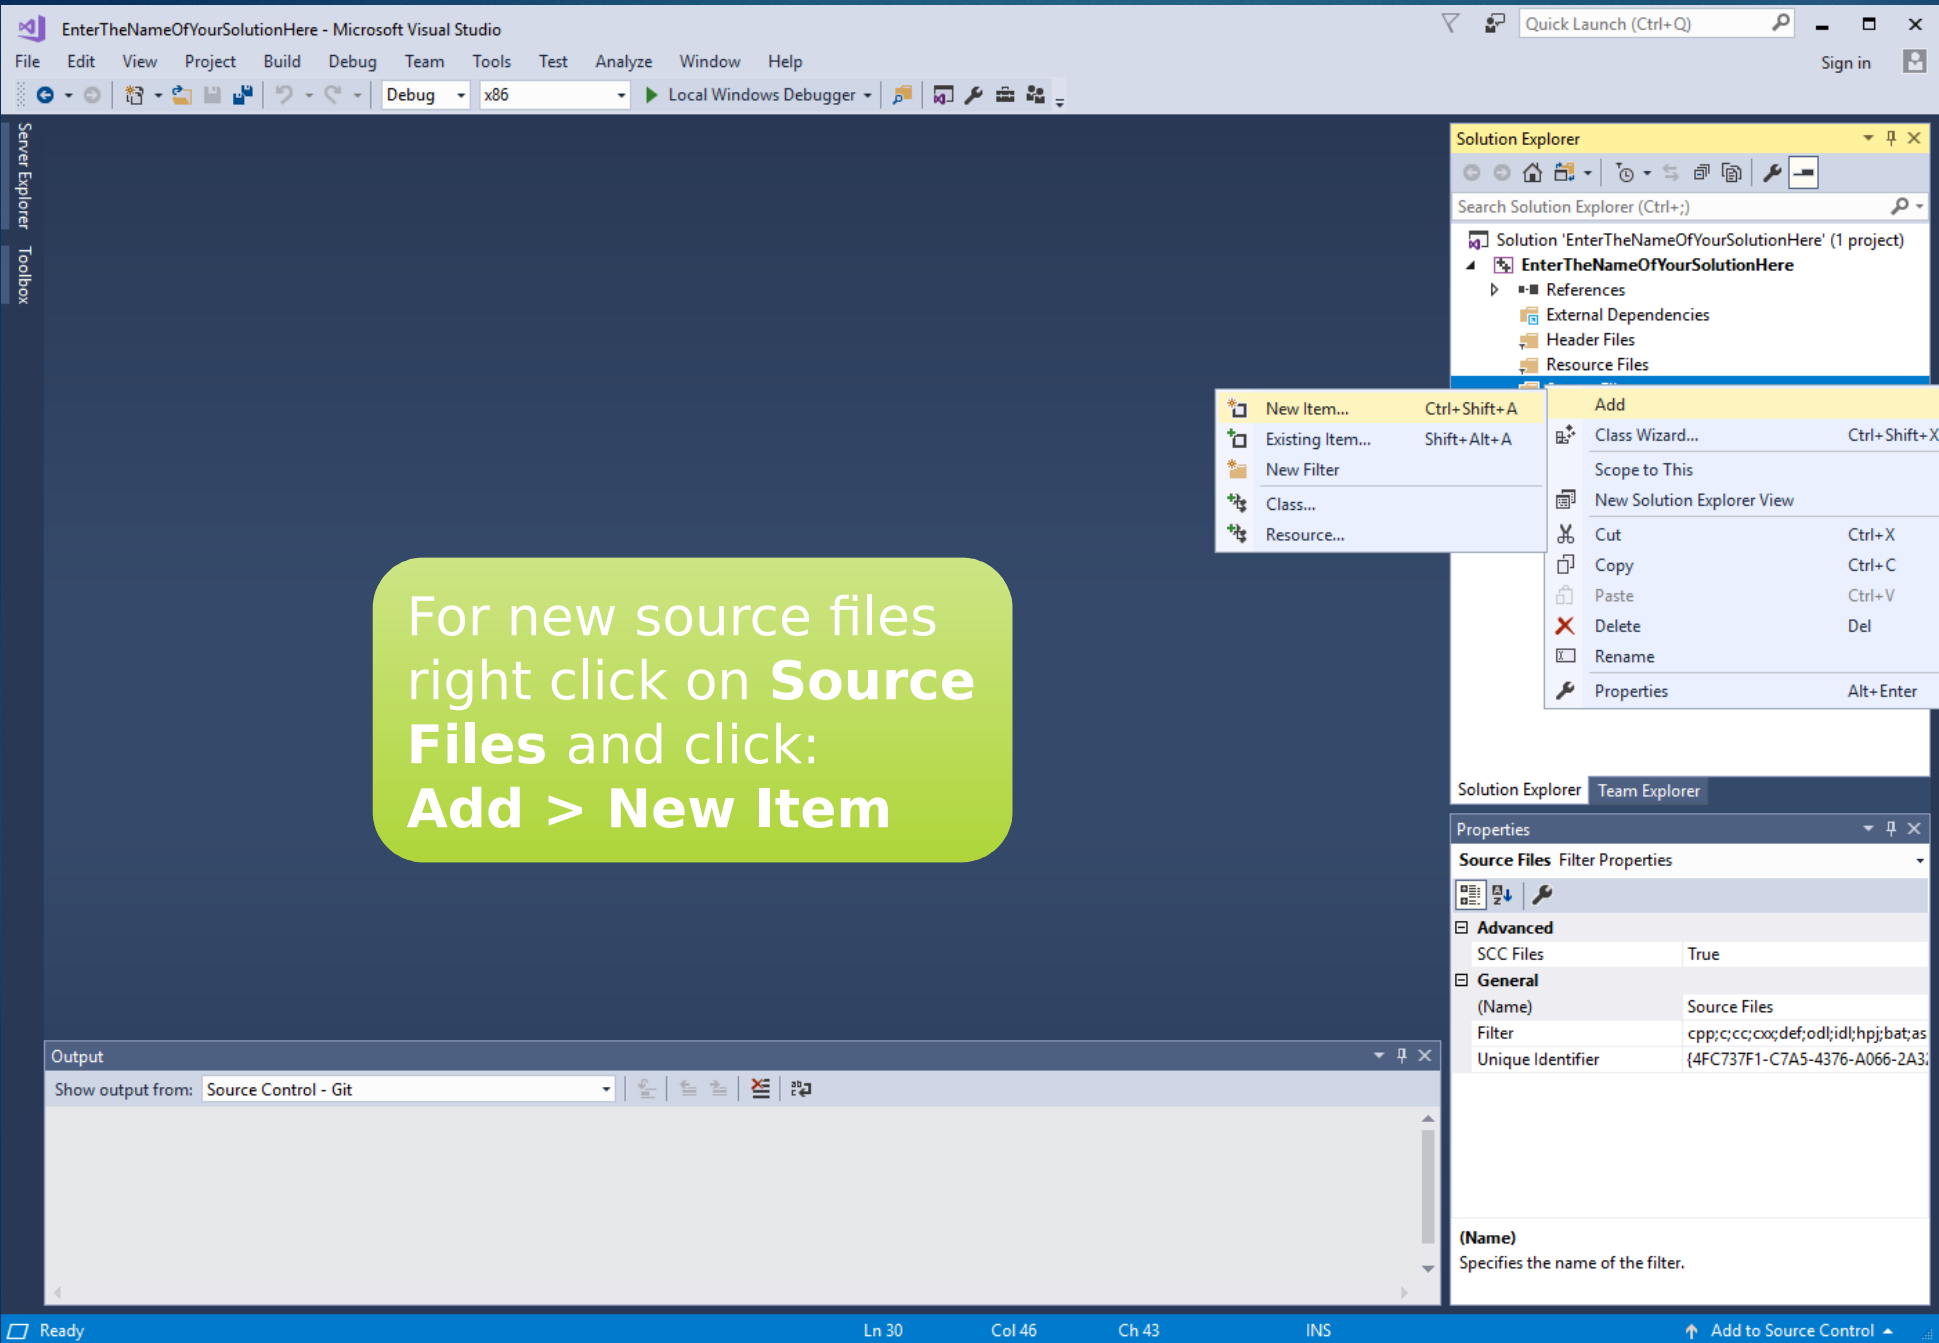 EnterTheNameOfYourSolutionHere - Microsoft Visual Studio
Quick Launch (Ctrl+Q)
File Edit View Project Build Debug Team Tools Test Analyze Window Help
Sign in
Debug x86 Local Windows Debugger
Server Explorer
Toolbox
Solution Explorer
Search Solution Explorer (Ctrl+;)
Solution 'EnterTheNameOfYourSolutionHere' (1 project)
EnterTheNameOfYourSolutionHere
References
External Dependencies
Header Files
Resource Files
New Item... Ctrl+Shift+A
Existing Item... Shift+Alt+A
New Filter
Class...
Resource...
Add
Class Wizard... Ctrl+Shift+X
Scope to This
New Solution Explorer View
Cut Ctrl+X
Copy Ctrl+C
Paste Ctrl+V
Delete Del
Rename
Properties Alt+Enter
For new source files
right click on Source
Files and click:
Add > New Item
Solution Explorer Team Explorer
Properties
Source Files Filter Properties
Advanced
SCC Files True
General
(Name) Source Files
Filter cpp;c;cc;cxx;def;odl;idl;hpj;bat;as
Unique Identifier {4FC737F1-C7A5-4376-A066-2A32
(Name)
Specifies the name of the filter.
Output
Show output from: Source Control - Git
Ready Ln 30 Col 46 Ch 43 INS Add to Source Control